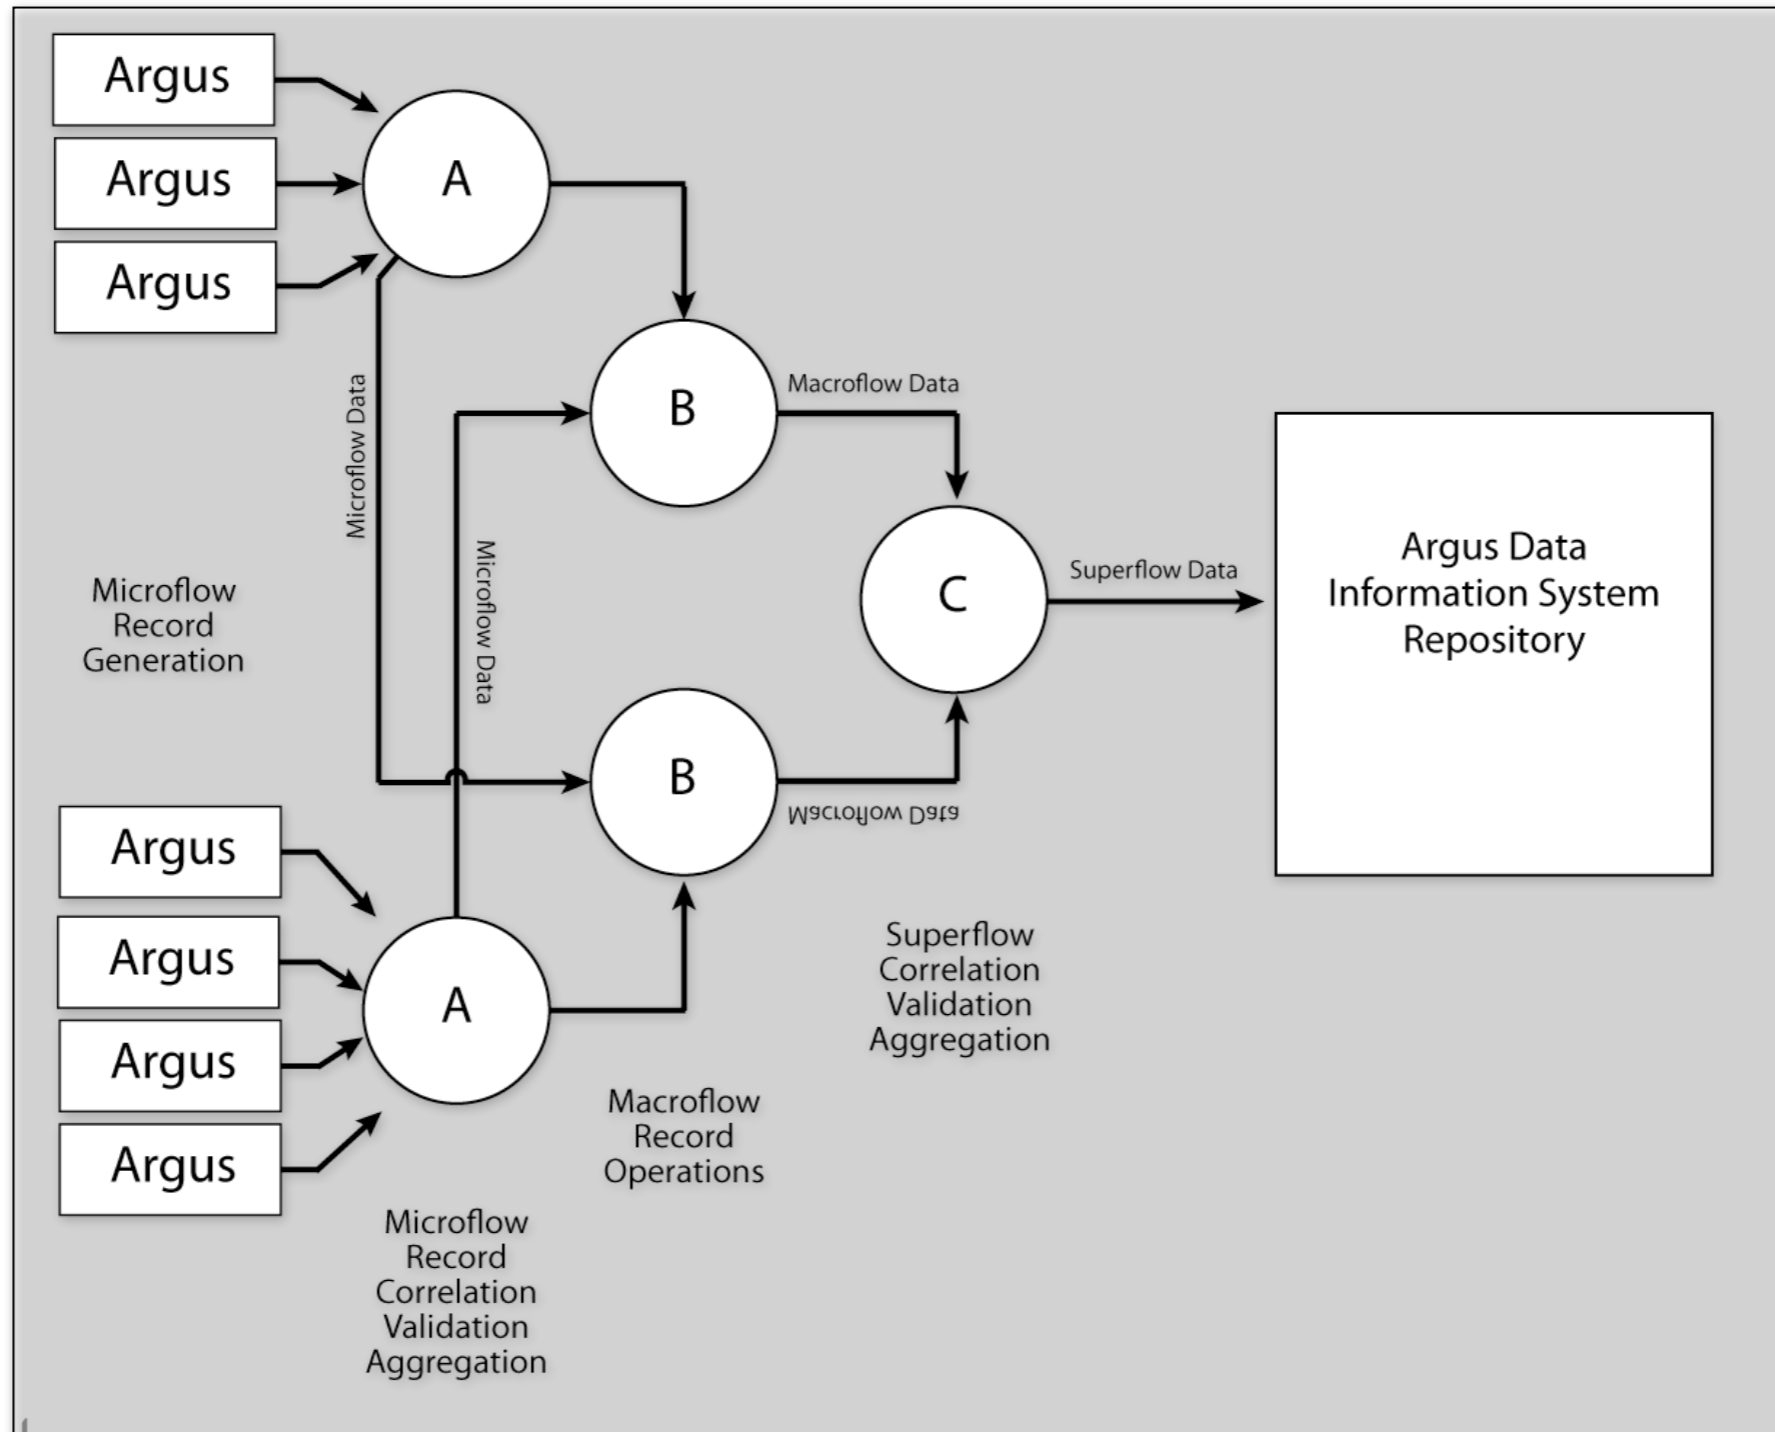 Argus
Argus
Argus
A
Microflow Data
B
Macroflow Data
Microflow Data
C
Superflow Data
Argus Data
Information System
Repository
Microflow
Record
Generation
B
Macroflow Data
Argus
Argus
Argus
Argus
A
Superflow
Correlation
Validation
Aggregation
Macroflow
Record
Operations
Microflow
Record
Correlation
Validation
Aggregation